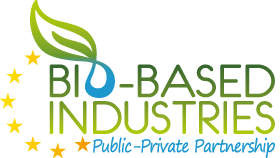 BIO-BASED
INDUSTRIES
Public-Private Partnership